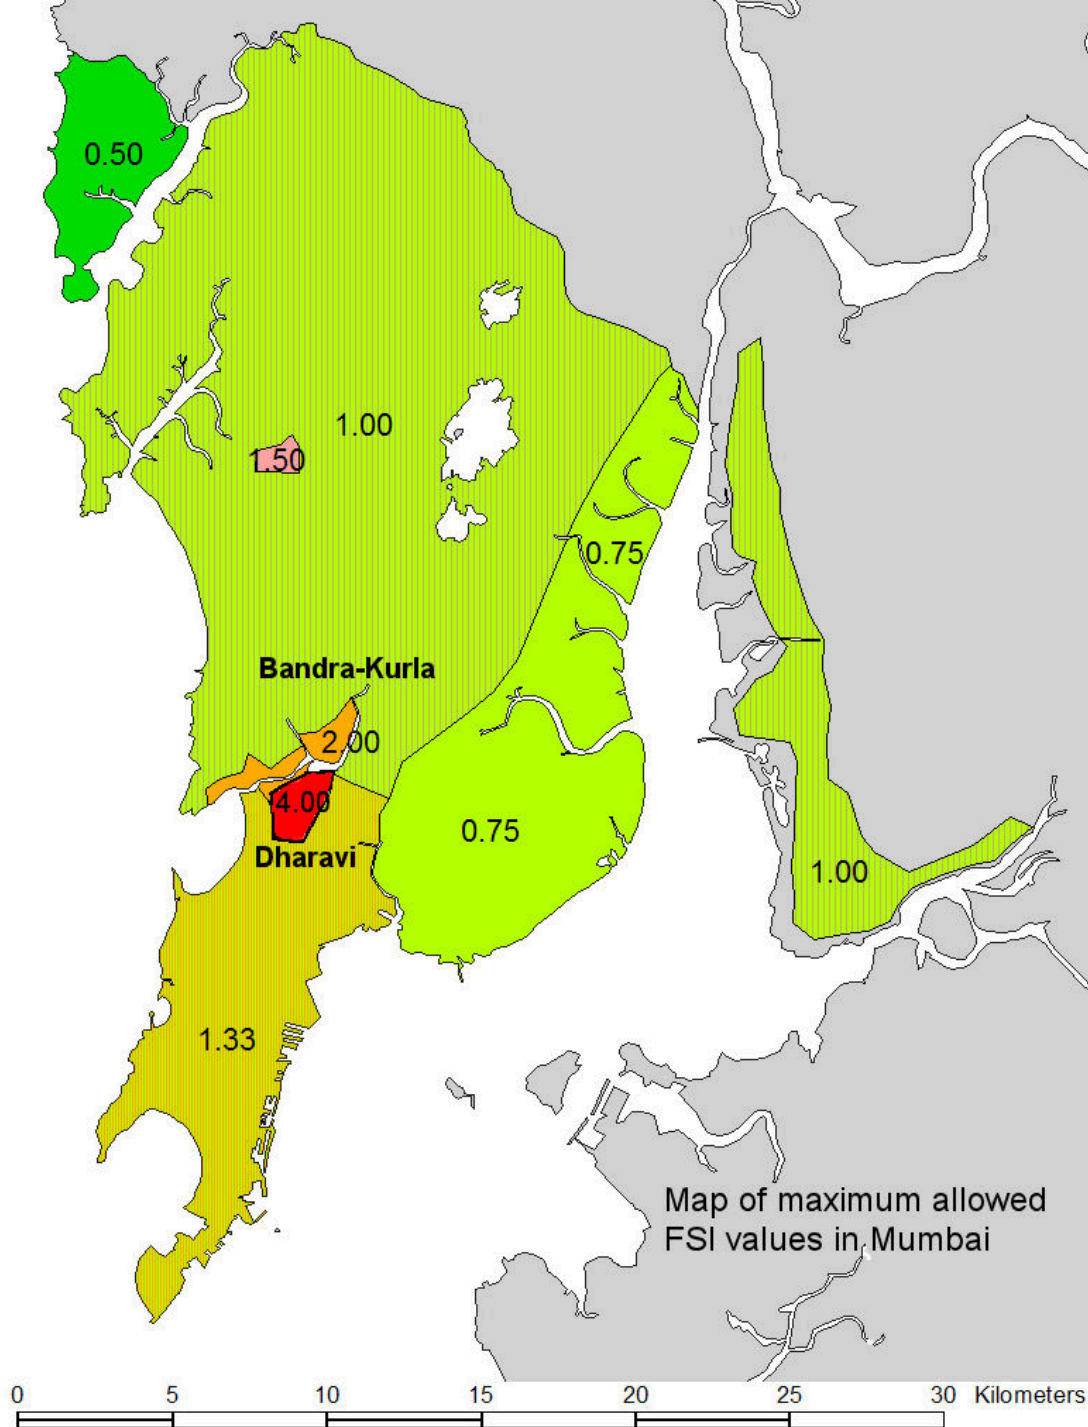 0.50
1.00
1.50
0.75
Bandra-Kurla
2.00
4.00
0.75
Dharavi
1.00
1.33
Map of maximum allowed
FSI values in Mumbai
0 5 10 15 20 25 30 Kilometers